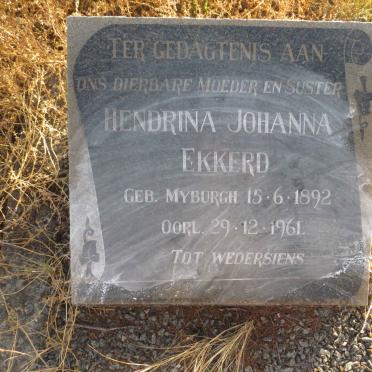 TER GEDAGTENIS AAN
ONS DIERBARE MOEDER EN SUSTER
HENDRINA JOHANNA
EKKERD
GEB. MYBURGH 15·6·1892
OORL. 29·12·1961.
TOT WEDERSIENS